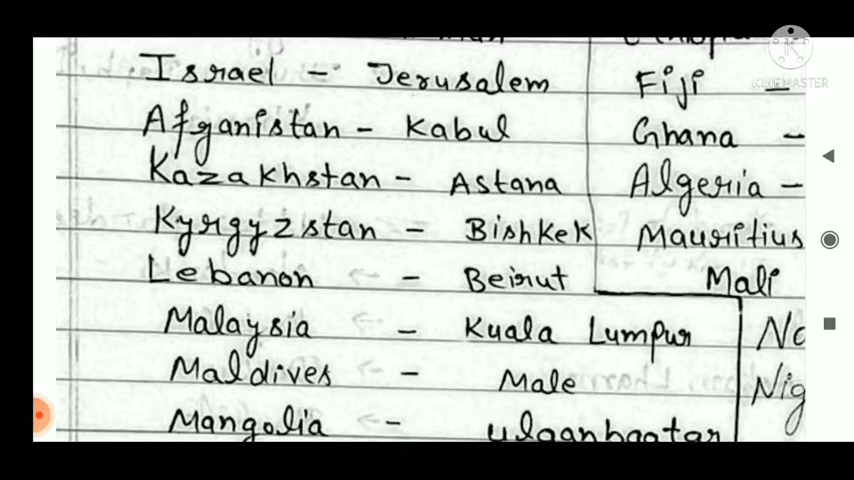 Israel - Jerusalem
Afganistan - Kabul
Kazakhstan - Astana
Kyrgyzstan - Bishkek
Lebanon - Beirut
Malaysia - Kuala Lumpur
Maldives - Male
Mangolia - ulaanbaatar
Fiji -
Ghana -
Algeria -
Mauritius
Mali
KINEMASTER